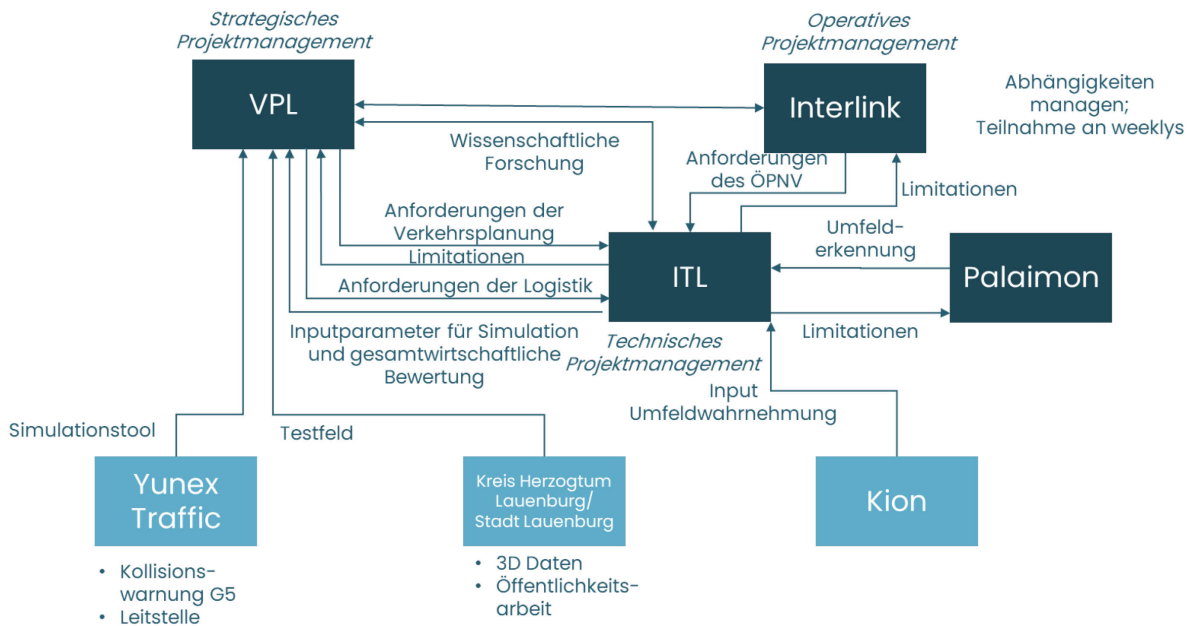 Strategisches
Projektmanagement
VPL
Operatives
Projektmanagement
Interlink
Abhängigkeiten
managen;
Teilnahme an weeklys
Wissenschaftliche
Forschung
Anforderungen
des ÖPNV
Limitationen
Anforderungen der
Verkehrsplanung
Limitationen
Anforderungen der Logistik
ITL
Umfeld-
erkennung
Palaimon
Limitationen
Inputparameter für Simulation
und gesamtwirtschaftliche
Bewertung
Technisches
Projektmanagement
Input
Umfeldwahrnehmung
Simulationstool
Testfeld
Yunex
Traffic
Kreis Herzogtum
Lauenburg/
Stadt Lauenburg
Kion
• Kollisions-
warnung G5
• Leitstelle
• 3D Daten
• Öffentlichkeits-
arbeit